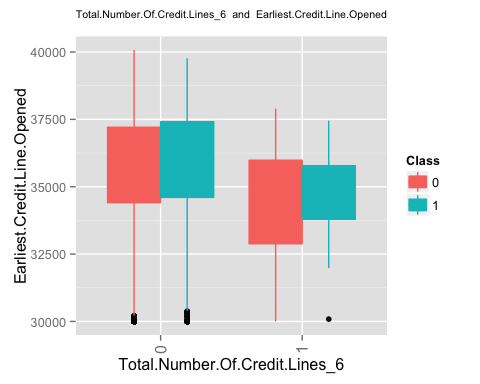 Total.Number.Of.Credit.Lines_6 and Earliest.Credit.Line.Opened
Earliest.Credit.Line.Opened
40000
37500
35000
32500
30000
0
1
Total.Number.Of.Credit.Lines_6
Class
0
1